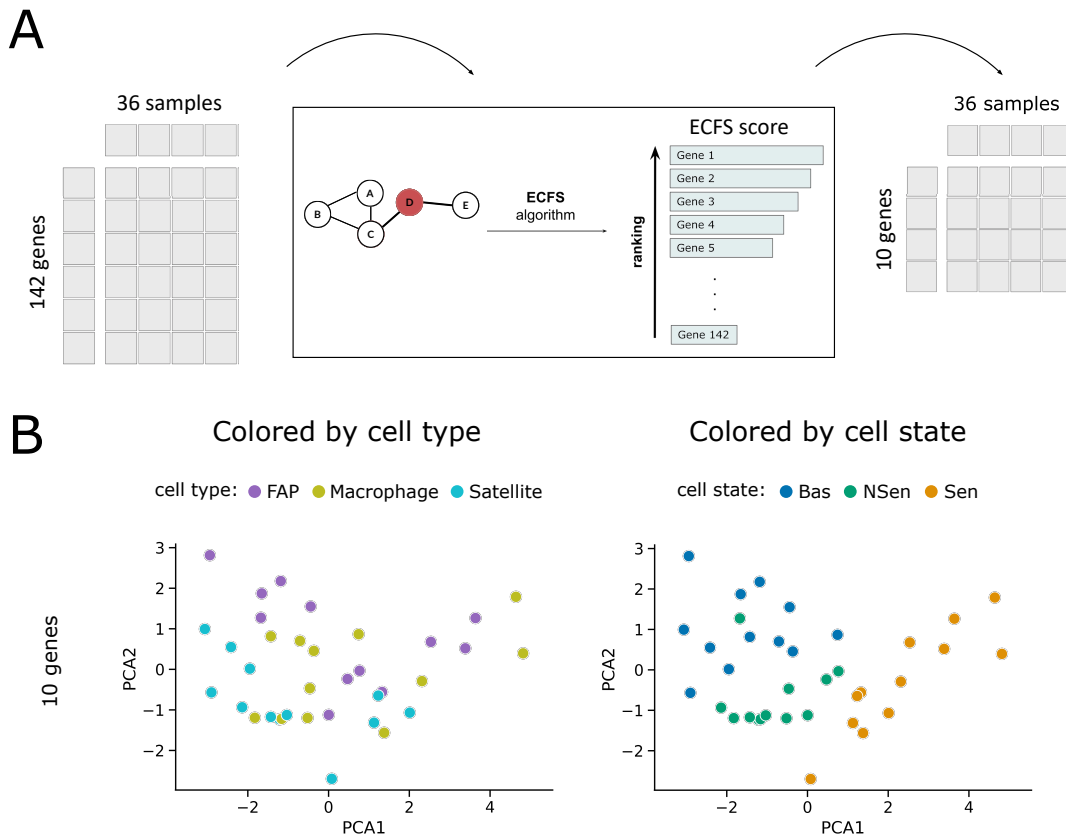 A
36 samples
142 genes
A
B
C
D
E
ECFS
algorithm
ECFS score
ranking
Gene 1
Gene 2
Gene 3
Gene 4
Gene 5
.
.
.
Gene 142
36 samples
10 genes
B
Colored by cell type
Colored by cell state
cell type: FAP Macrophage Satellite
cell state: Bas NSen Sen
10 genes
PCA2
3
2
1
0
−1
−2
−2 0 2 4
PCA1
PCA2
3
2
1
0
−1
−2
−2 0 2 4
PCA1